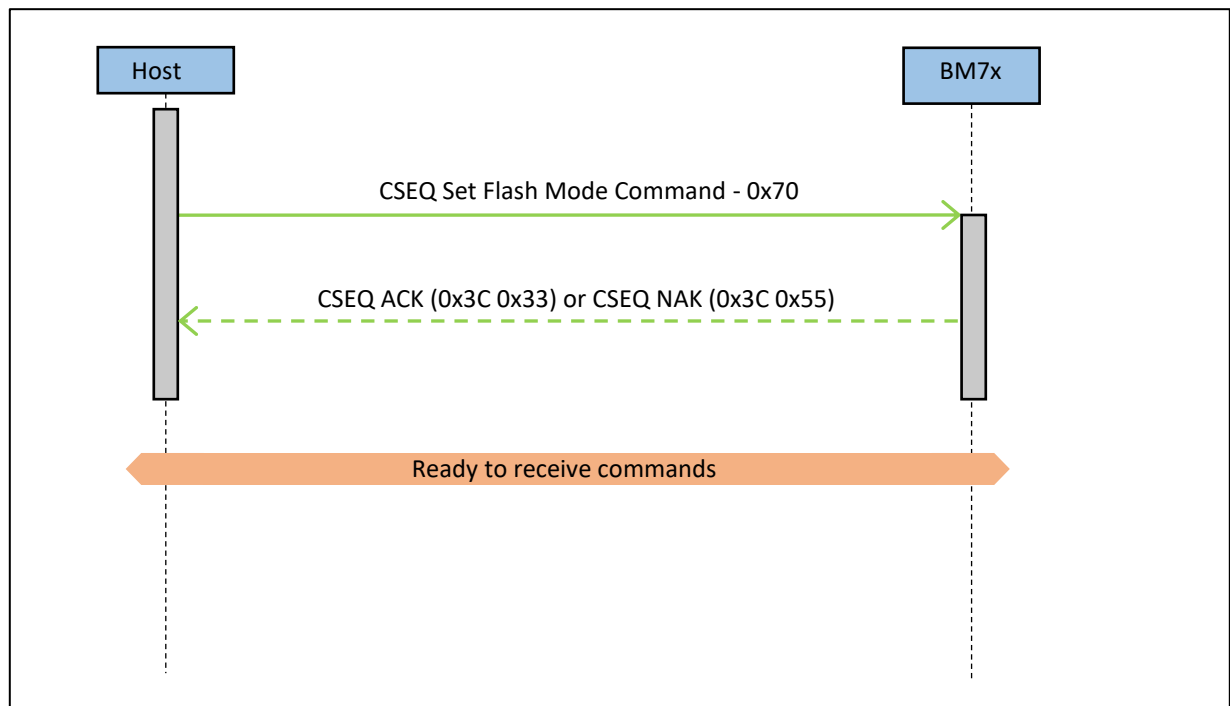 Host
BM7x
CSEQ Set Flash Mode Command - 0x70
CSEQ ACK (0x3C 0x33) or CSEQ NAK (0x3C 0x55)
Ready to receive commands